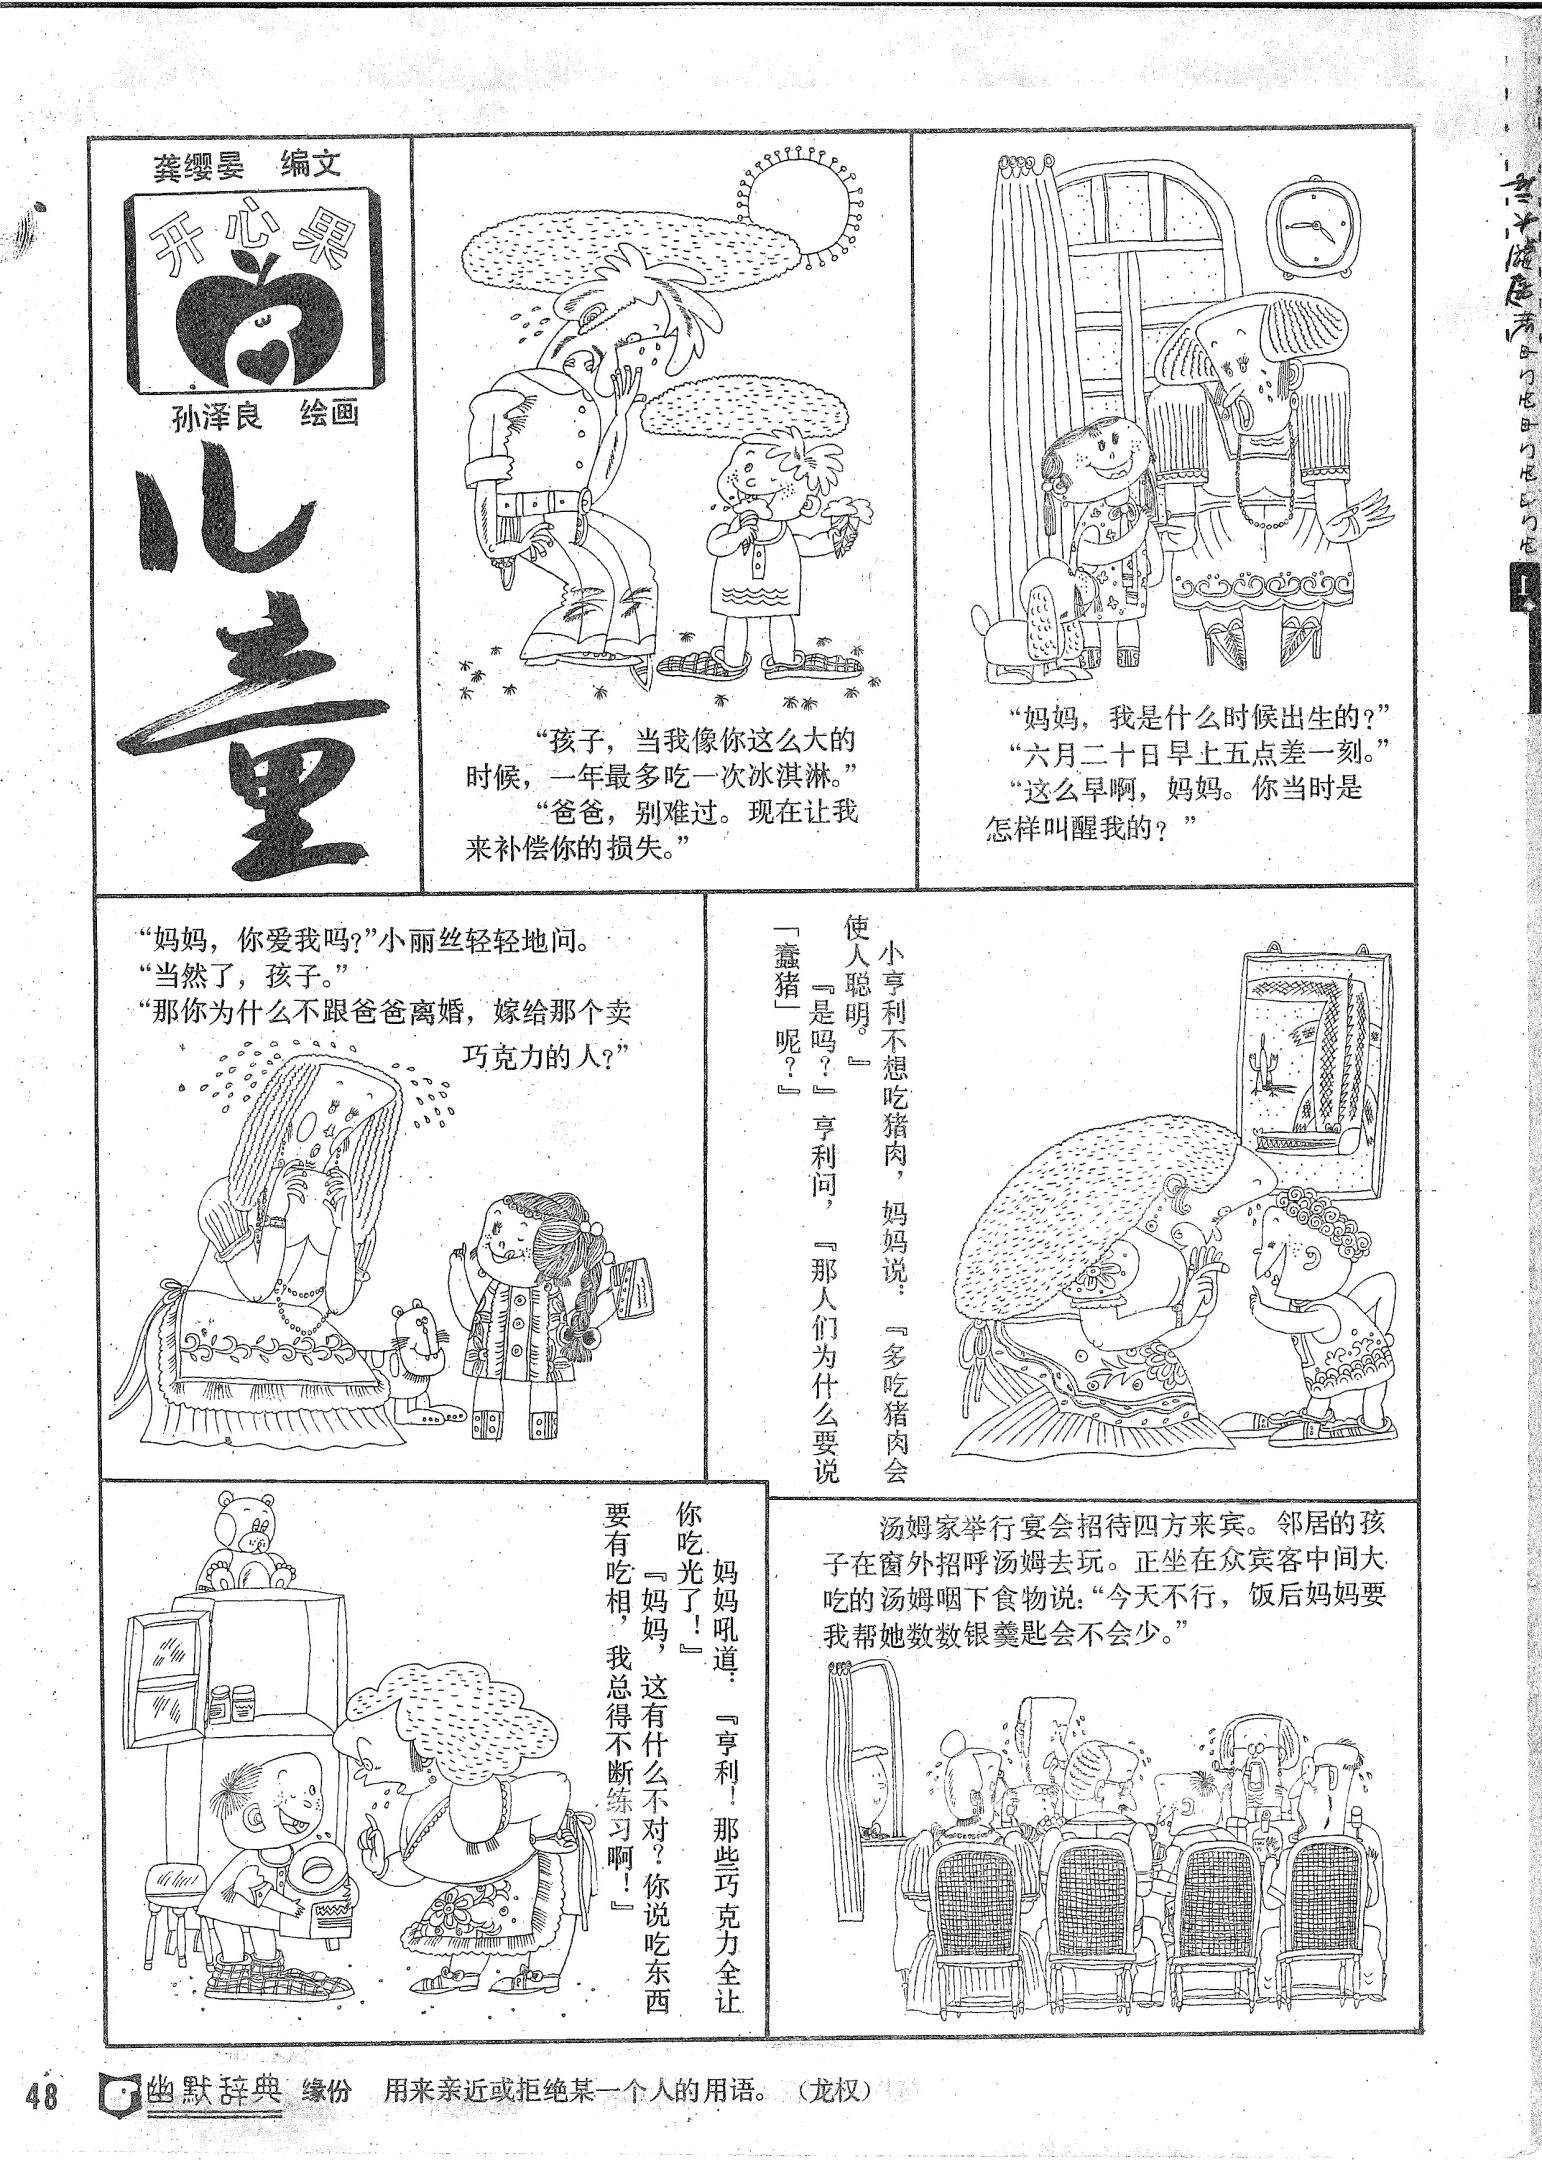 龚缨晏 编文
开心果
孙泽良 绘画
儿童
“孩子，当我像你这么大的
时候，一年最多吃一次冰淇淋。”
“爸爸，别难过。现在让我
来补偿你的损失。”
“妈妈，我是什么时候出生的？”
“六月二十日早上五点差一刻。”
“这么早啊，妈妈。你当时是
怎样叫醒我的？”
“妈妈，你爱我吗？”小丽丝轻轻地问。
“当然了，孩子。”
“那你为什么不跟爸爸离婚，嫁给那个卖
巧克力的人？”
小亨利不想吃猪肉，妈妈说：『多吃猪肉会
使人聪明。』
『是吗？』亨利问，『那人们为什么要说
「蠢猪」呢？』
妈妈吼道：『亨利！那些巧克力全让
你吃光了！』
『妈妈，这有什么不对？你说吃东西
要有吃相，我总得不断练习啊！』
汤姆家举行宴会招待四方来宾。邻居的孩
子在窗外招呼汤姆去玩。正坐在众宾客中间大
吃的汤姆咽下食物说：“今天不行，饭后妈妈要
我帮她数数银羹匙会不会少。”
48 幽默辞典 缘份 用来亲近或拒绝某一个人的用语。（龙权）